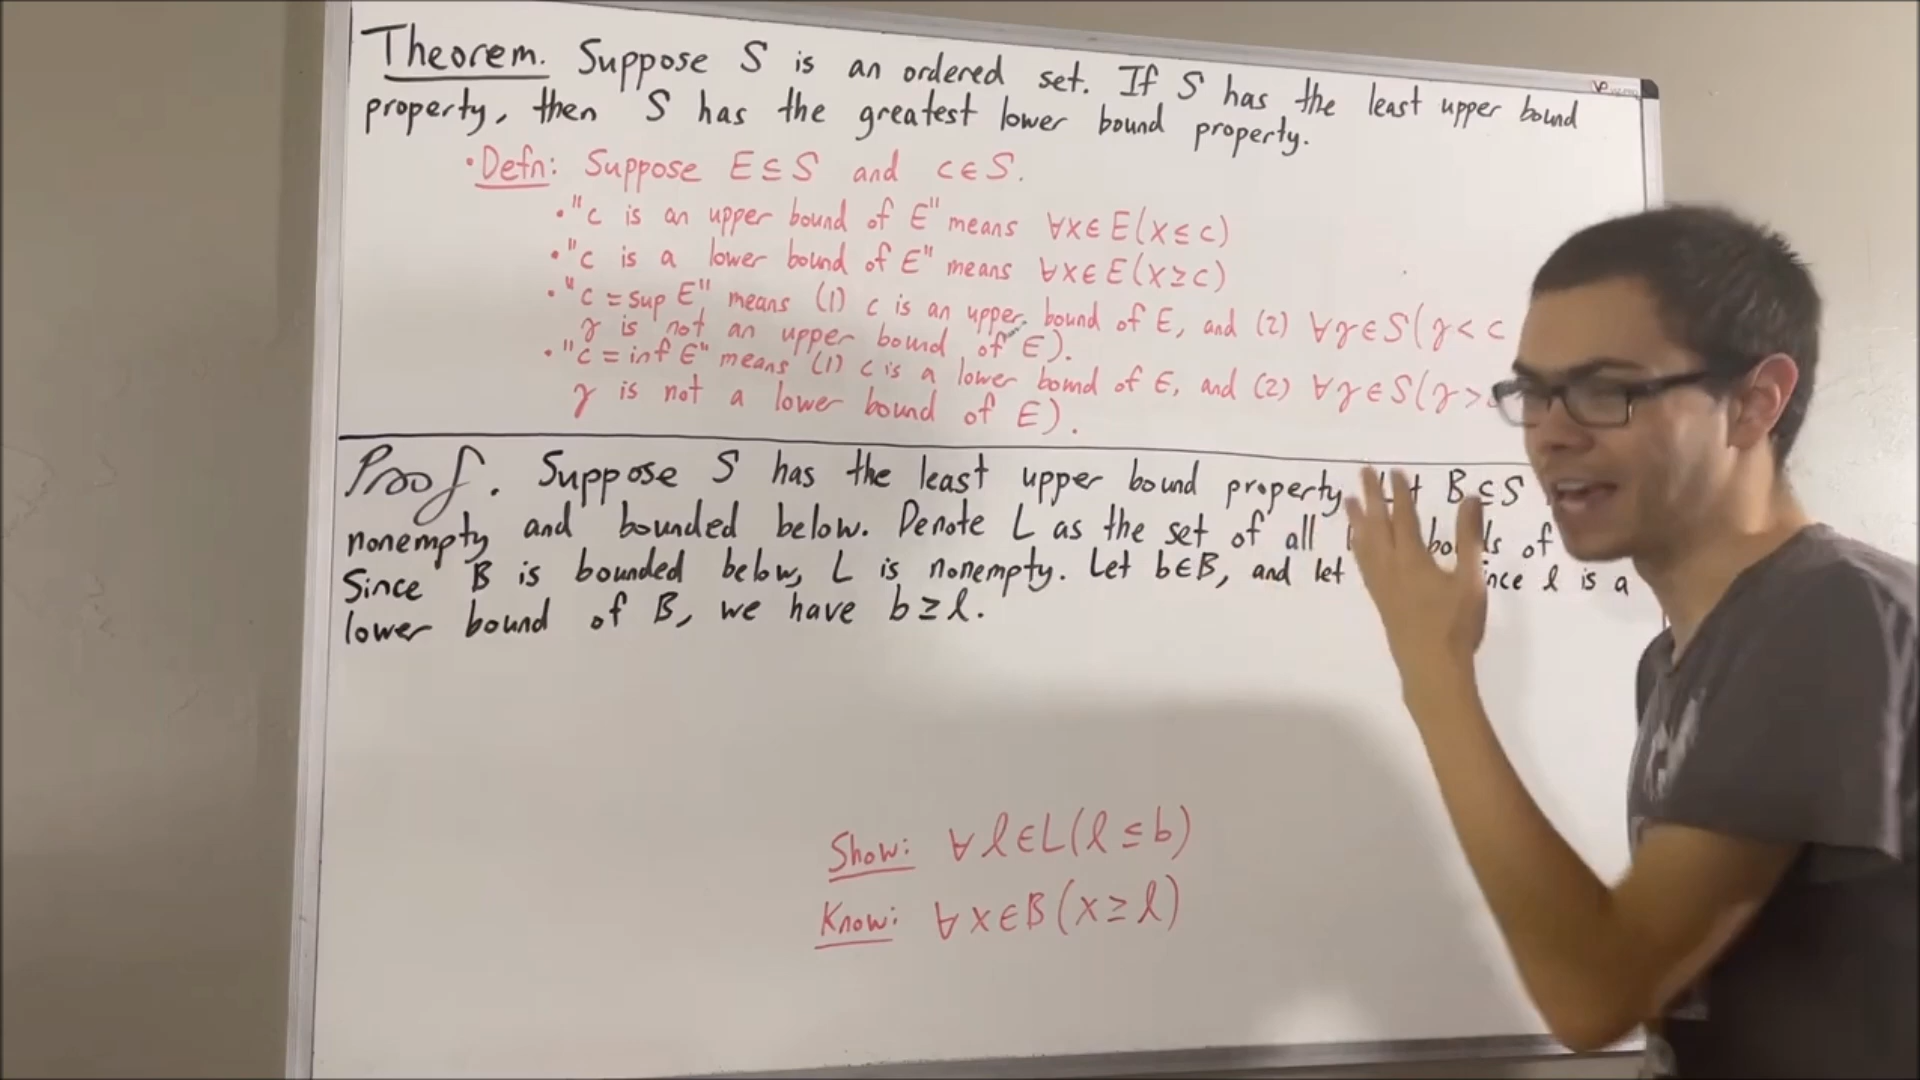 Theorem. Suppose S is an ordered set. If S has the least upper bound
property, then S has the greatest lower bound property.
• Defn: Suppose E ⊆ S and c ∈ S.
• "c is an upper bound of E" means ∀x ∈ E(x ≤ c)
• "c is a lower bound of E" means ∀x ∈ E(x ≥ c)
• "c = sup E" means (1) c is an upper bound of E, and (2) ∀γ ∈ S(γ < c
γ is not an upper bound of E).
• "c = inf E" means (1) c is a lower bound of E, and (2) ∀γ ∈ S(γ >
γ is not a lower bound of E).
Proof. Suppose S has the least upper bound property. B ⊆ S
nonempty and bounded below. Denote L as the set of all of
Since B is bounded below, L is nonempty. Let b ∈ B, and let ℓ is a
lower bound of B, we have b ≥ ℓ.
Show: ∀ ℓ ∈ L(ℓ ≤ b)
Know: ∀ x ∈ B(x ≥ ℓ)